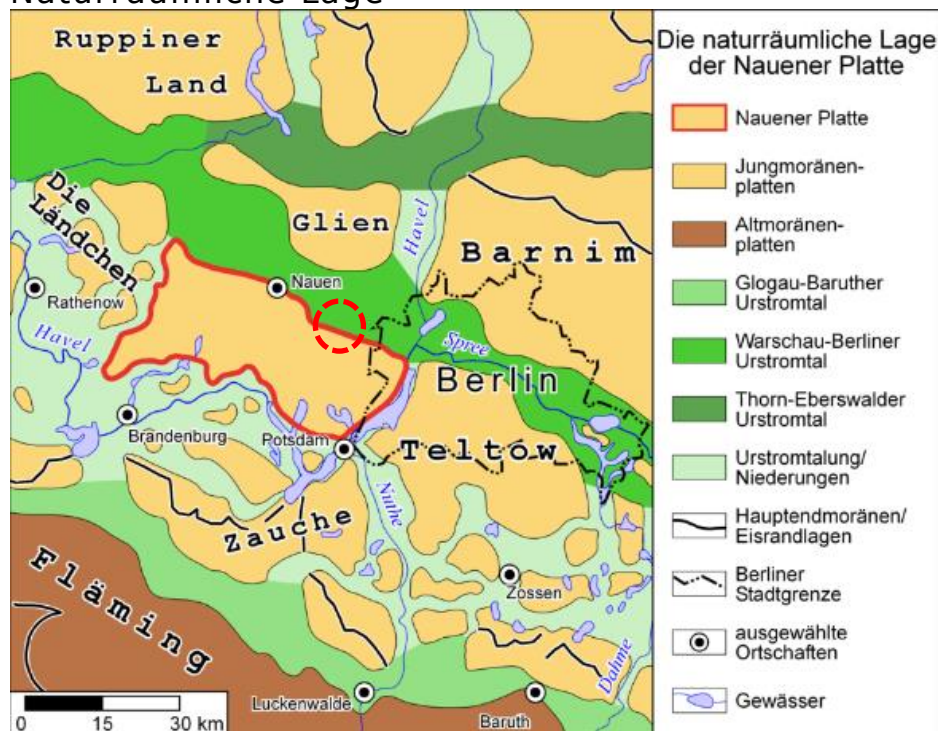 Naturräumliche Lage
Ruppiner
Land
Die
Ländchen
Glien
Havel
Barnim
Nauen
Rathenow
Havel
Spree
Berlin
Brandenburg
Potsdam
Teltow
Nuthe
Zauche
Fläming
Zossen
Dahme
Luckenwalde
Baruth
0 15 30 km
Die naturräumliche Lage
der Nauener Platte
Nauener Platte
Jungmoränen-
platten
Altmoränen-
platten
Glogau-Baruther
Urstromtal
Warschau-Berliner
Urstromtal
Thorn-Eberswalder
Urstromtal
Urstromtalung/
Niederungen
Hauptendmoränen/
Eisrandlagen
Berliner
Stadtgrenze
ausgewählte
Ortschaften
Gewässer